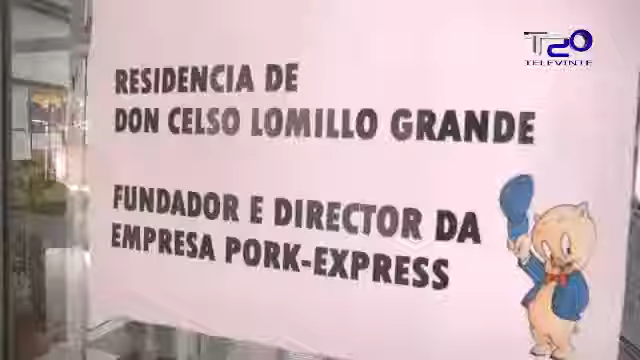 T20
TELEVINTE
RESIDENCIA DE
DON CELSO LOMILLO GRANDE
FUNDADOR E DIRECTOR DA
EMPRESA PORK-EXPRESS